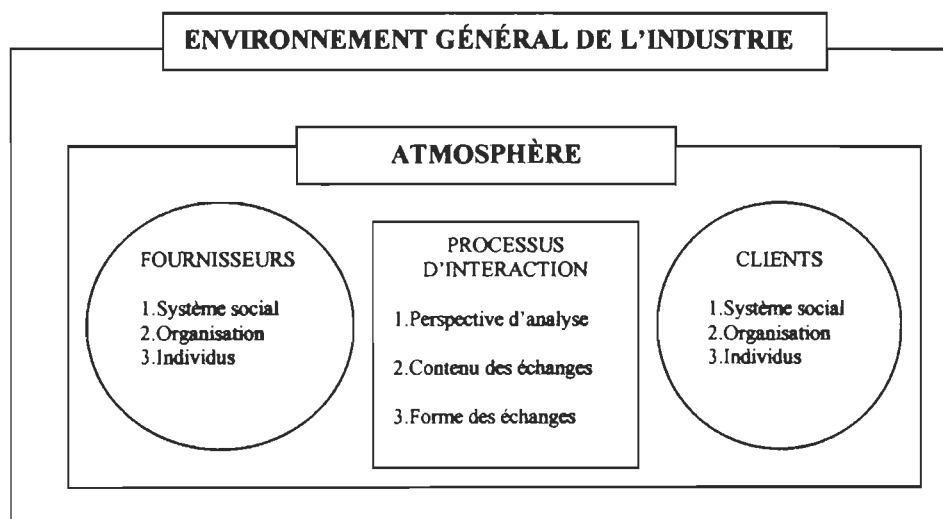 ENVIRONNEMENT GÉNÉRAL DE L'INDUSTRIE
ATMOSPHÈRE
FOURNISSEURS
1.Système social
2.Organisation
3.Individus
PROCESSUS
D'INTERACTION
1.Perspective d'analyse
2.Contenu des échanges
3.Forme des échanges
CLIENTS
1.Système social
2.Organisation
3.Individus